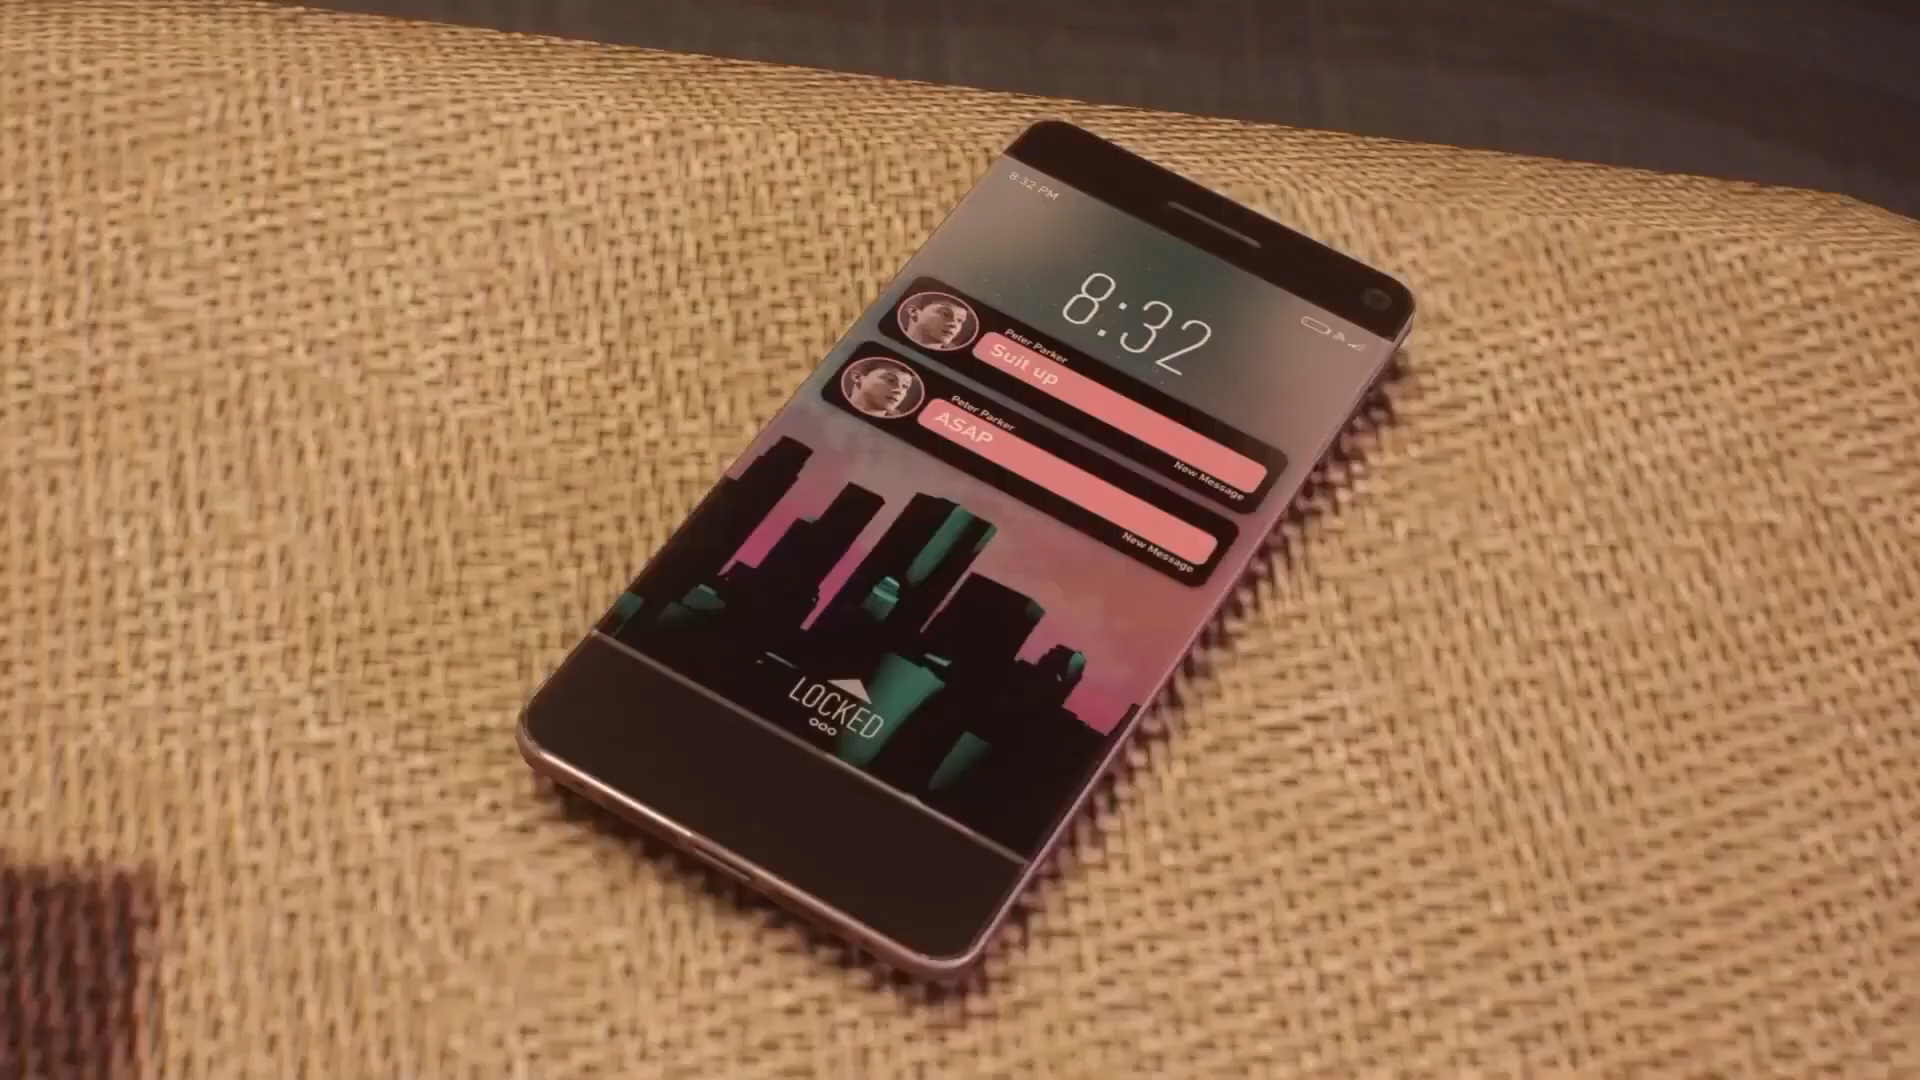 8:32 PM
8:32
Peter Parker
Suit up
New Message
Peter Parker
ASAP
New Message
LOCKED